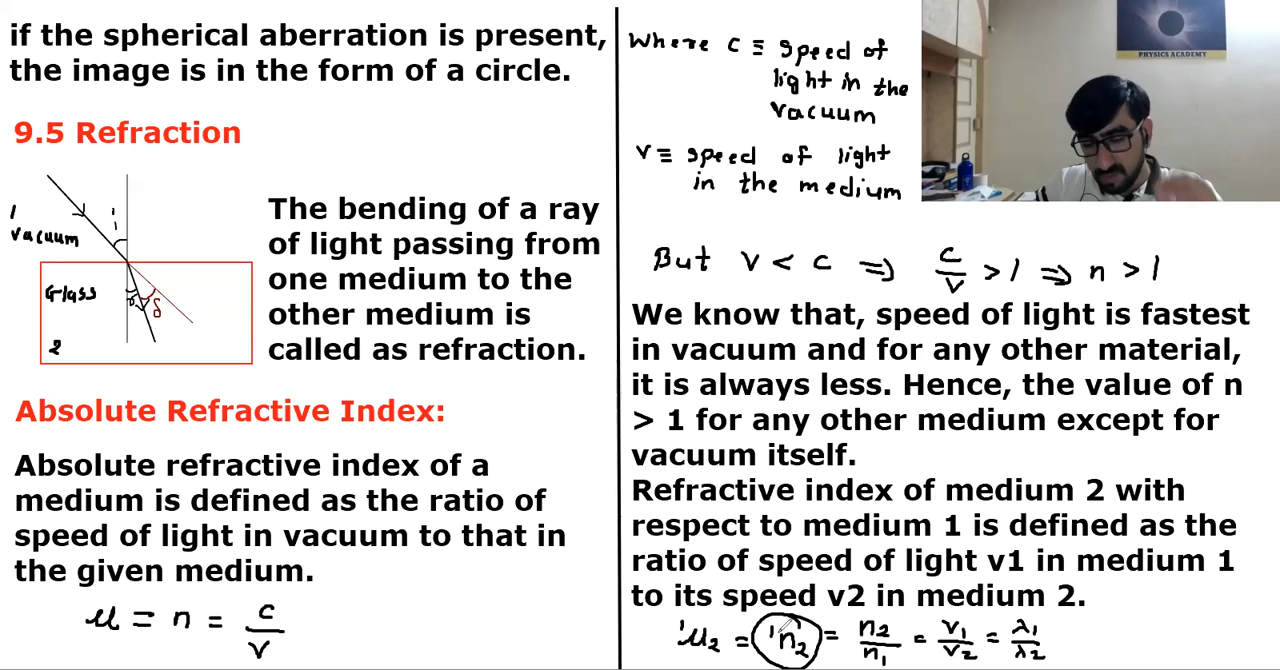 if the spherical aberration is present,
the image is in the form of a circle.
9.5 Refraction
1
vacuum
i
Glass
r
δ
2
The bending of a ray
of light passing from
one medium to the
other medium is
called as refraction.
Absolute Refractive Index:
Absolute refractive index of a
medium is defined as the ratio of
speed of light in vacuum to that in
the given medium.
μ = n = c/v
Where c ≡ speed of
light in the
vacuum
v ≡ speed of light
in the medium
But v < c ⇒ c/v > 1 ⇒ n > 1
We know that, speed of light is fastest
in vacuum and for any other material,
it is always less. Hence, the value of n
> 1 for any other medium except for
vacuum itself.
Refractive index of medium 2 with
respect to medium 1 is defined as the
ratio of speed of light v1 in medium 1
to its speed v2 in medium 2.
¹μ₂ = ¹n₂ = n₂/n₁ = v₁/v₂ = λ₁/λ₂
PHYSICS ACADEMY